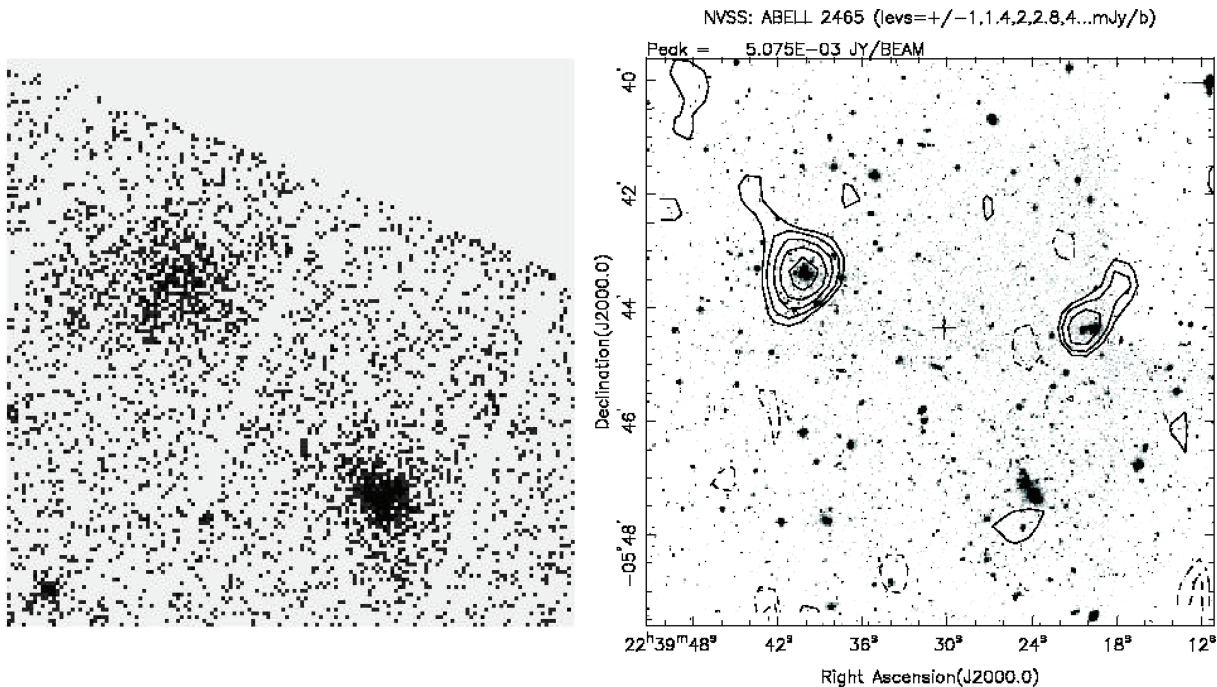 NVSS: ABELL 2465 (levs=+/-1,1.4,2,2.8,4...mJy/b)
Peak = 5.075E-03 JY/BEAM
40'
42'
44'
46
-05°48'
Declination(J2000.0)
22ʰ39ᵐ48ˢ 42ˢ 36ˢ 30ˢ 24ˢ 18ˢ 12ˢ
Right Ascension(J2000.0)